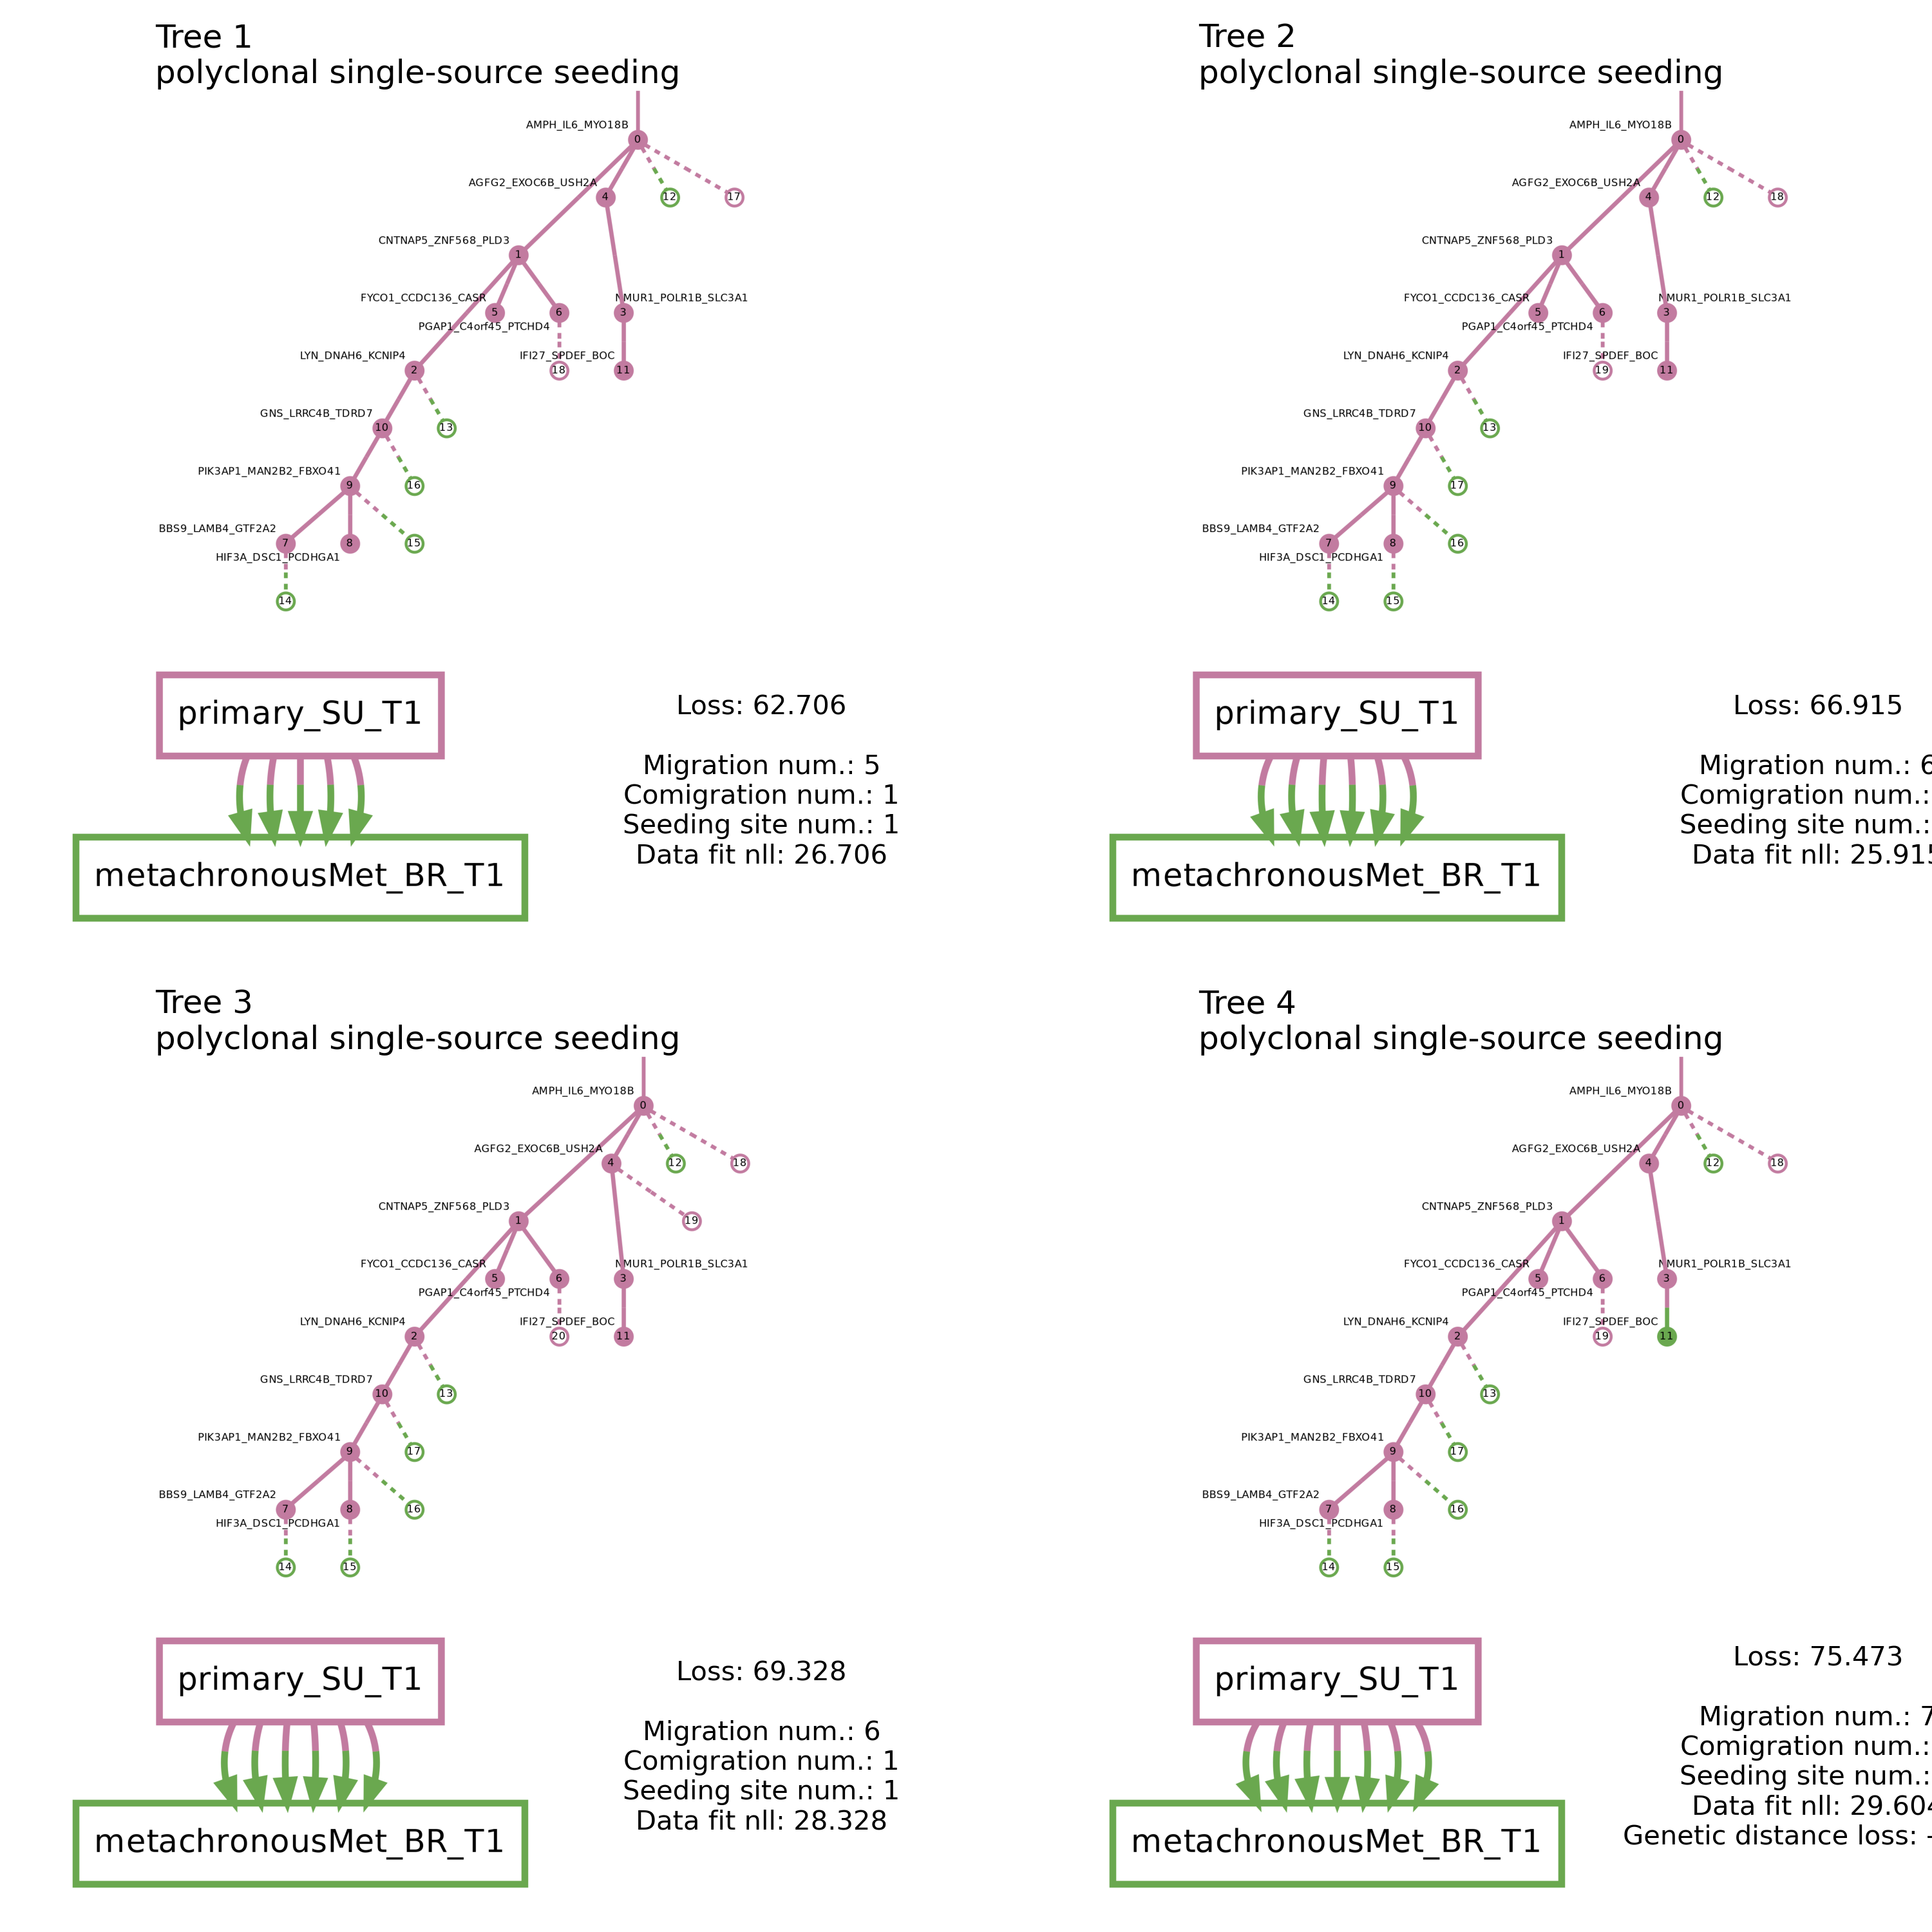 Tree 1
polyclonal single-source seeding
AMPH_IL6_MYO18B
0
AGFG2_EXOC6B_USH2A
4
12
17
CNTNAP5_ZNF568_PLD3
1
FYCO1_CCDC136_CASR
NMUR1_POLR1B_SLC3A1
5
6
3
PGAP1_C4orf45_PTCHD4
LYN_DNAH6_KCNIP4
IFI27_SPDEF_BOC
2
18
11
GNS_LRRC4B_TDRD7
10
13
PIK3AP1_MAN2B2_FBXO41
9
16
BBS9_LAMB4_GTF2A2
7
8
15
HIF3A_DSC1_PCDHGA1
14
primary_SU_T1
metachronousMet_BR_T1
Loss: 62.706
Migration num.: 5
Comigration num.: 1
Seeding site num.: 1
Data fit nll: 26.706
Tree 2
polyclonal single-source seeding
AMPH_IL6_MYO18B
0
AGFG2_EXOC6B_USH2A
4
12
18
CNTNAP5_ZNF568_PLD3
1
FYCO1_CCDC136_CASR
NMUR1_POLR1B_SLC3A1
5
6
3
PGAP1_C4orf45_PTCHD4
LYN_DNAH6_KCNIP4
IFI27_SPDEF_BOC
2
19
11
GNS_LRRC4B_TDRD7
10
13
PIK3AP1_MAN2B2_FBXO41
9
17
BBS9_LAMB4_GTF2A2
7
8
16
HIF3A_DSC1_PCDHGA1
14
15
primary_SU_T1
metachronousMet_BR_T1
Loss: 66.915
Migration num.: 6
Comigration num.:
Seeding site num.:
Data fit nll: 25.915
Tree 3
polyclonal single-source seeding
AMPH_IL6_MYO18B
0
AGFG2_EXOC6B_USH2A
4
12
18
CNTNAP5_ZNF568_PLD3
1
19
FYCO1_CCDC136_CASR
NMUR1_POLR1B_SLC3A1
5
6
3
PGAP1_C4orf45_PTCHD4
LYN_DNAH6_KCNIP4
IFI27_SPDEF_BOC
2
20
11
GNS_LRRC4B_TDRD7
10
13
PIK3AP1_MAN2B2_FBXO41
9
17
BBS9_LAMB4_GTF2A2
7
8
16
HIF3A_DSC1_PCDHGA1
14
15
primary_SU_T1
metachronousMet_BR_T1
Loss: 69.328
Migration num.: 6
Comigration num.: 1
Seeding site num.: 1
Data fit nll: 28.328
Tree 4
polyclonal single-source seeding
AMPH_IL6_MYO18B
0
AGFG2_EXOC6B_USH2A
4
12
18
CNTNAP5_ZNF568_PLD3
1
FYCO1_CCDC136_CASR
NMUR1_POLR1B_SLC3A1
5
6
3
PGAP1_C4orf45_PTCHD4
LYN_DNAH6_KCNIP4
IFI27_SPDEF_BOC
2
19
11
GNS_LRRC4B_TDRD7
10
13
PIK3AP1_MAN2B2_FBXO41
9
17
BBS9_LAMB4_GTF2A2
7
8
16
HIF3A_DSC1_PCDHGA1
14
15
primary_SU_T1
metachronousMet_BR_T1
Loss: 75.473
Migration num.: 7
Comigration num.:
Seeding site num.:
Data fit nll: 29.604
Genetic distance loss: -